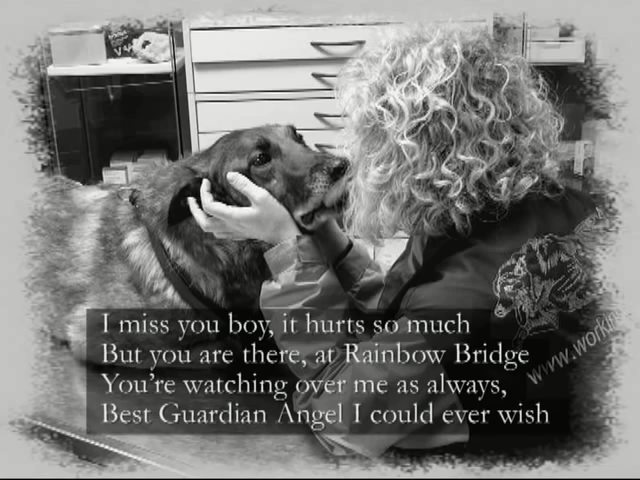 I miss you boy, it hurts so much
But you are there, at Rainbow Bridge
You're watching over me as always,
Best Guardian Angel I could ever wish